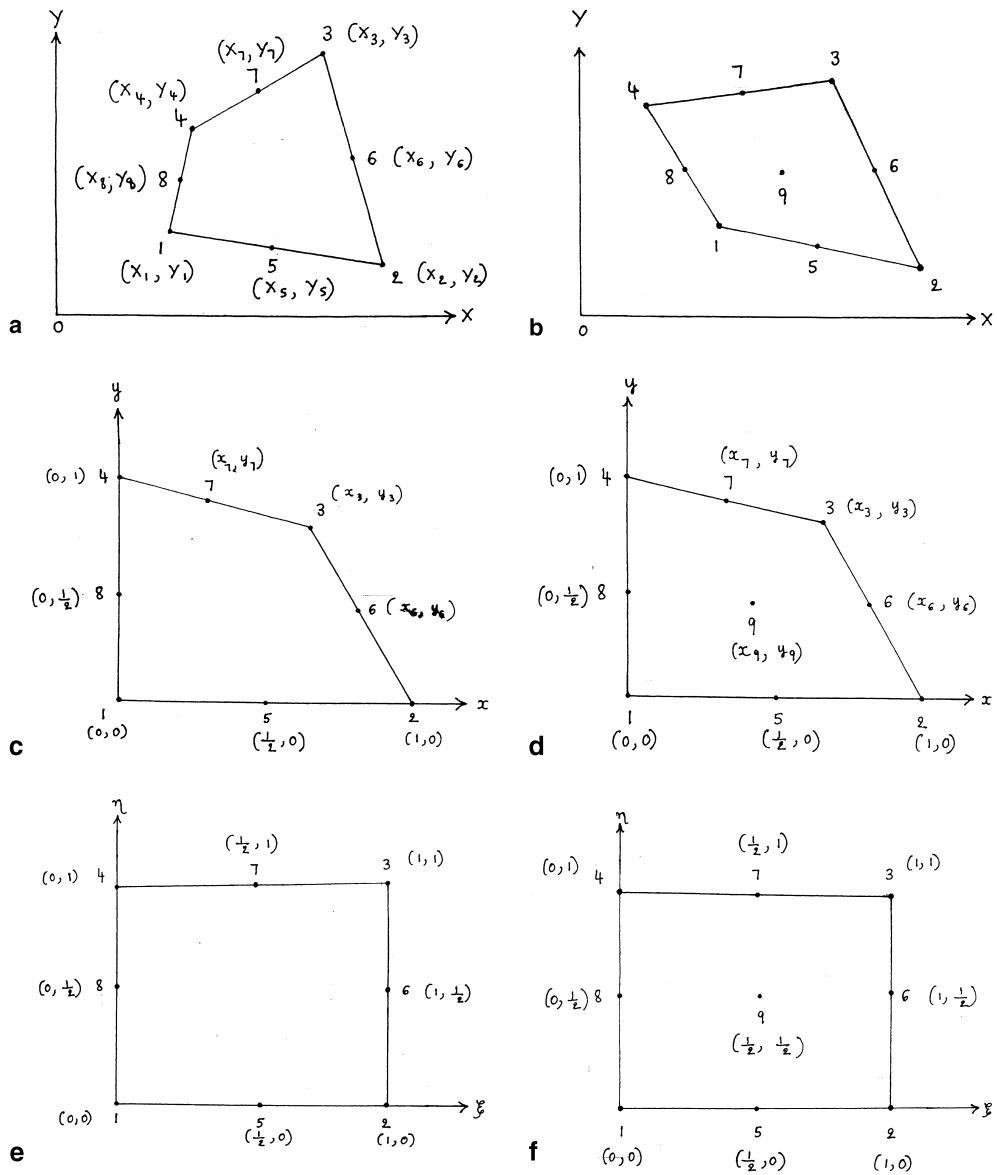 Y
3 (X₃, Y₃)
(X₇, Y₇)
7
(X₄, Y₄)
4
6 (X₆, Y₆)
(X₈, Y₈) 8
1
(X₁, Y₁)
5
(X₅, Y₅)
2 (X₂, Y₂)
X
0
a
Y
3
7
4
6
8
9
1
5
2
X
0
b
y
(x₇, y₇)
(0, 1) 4
7
(x₃, y₃)
3
(0, ½) 8
6 (x₆, y₆)
x
1
(0,0)
5
(½, 0)
2
(1,0)
c
y
(x₇, y₇)
(0, 1) 4
7
3 (x₃, y₃)
(0, ½) 8
6 (x₆, y₆)
9
(x₉, y₉)
x
1
(0,0)
5
(½, 0)
2
(1,0)
d
η
(½, 1)
(0,1) 4
7
3 (1,1)
(0, ½) 8
6 (1, ½)
ξ
(0,0) 1
5
(½, 0)
2
(1,0)
e
η
(½, 1)
(0,1)
4
7
3 (1,1)
(0, ½) 8
6 (1, ½)
9
(½, ½)
ξ
1
(0,0)
5
(½, 0)
2
(1,0)
f